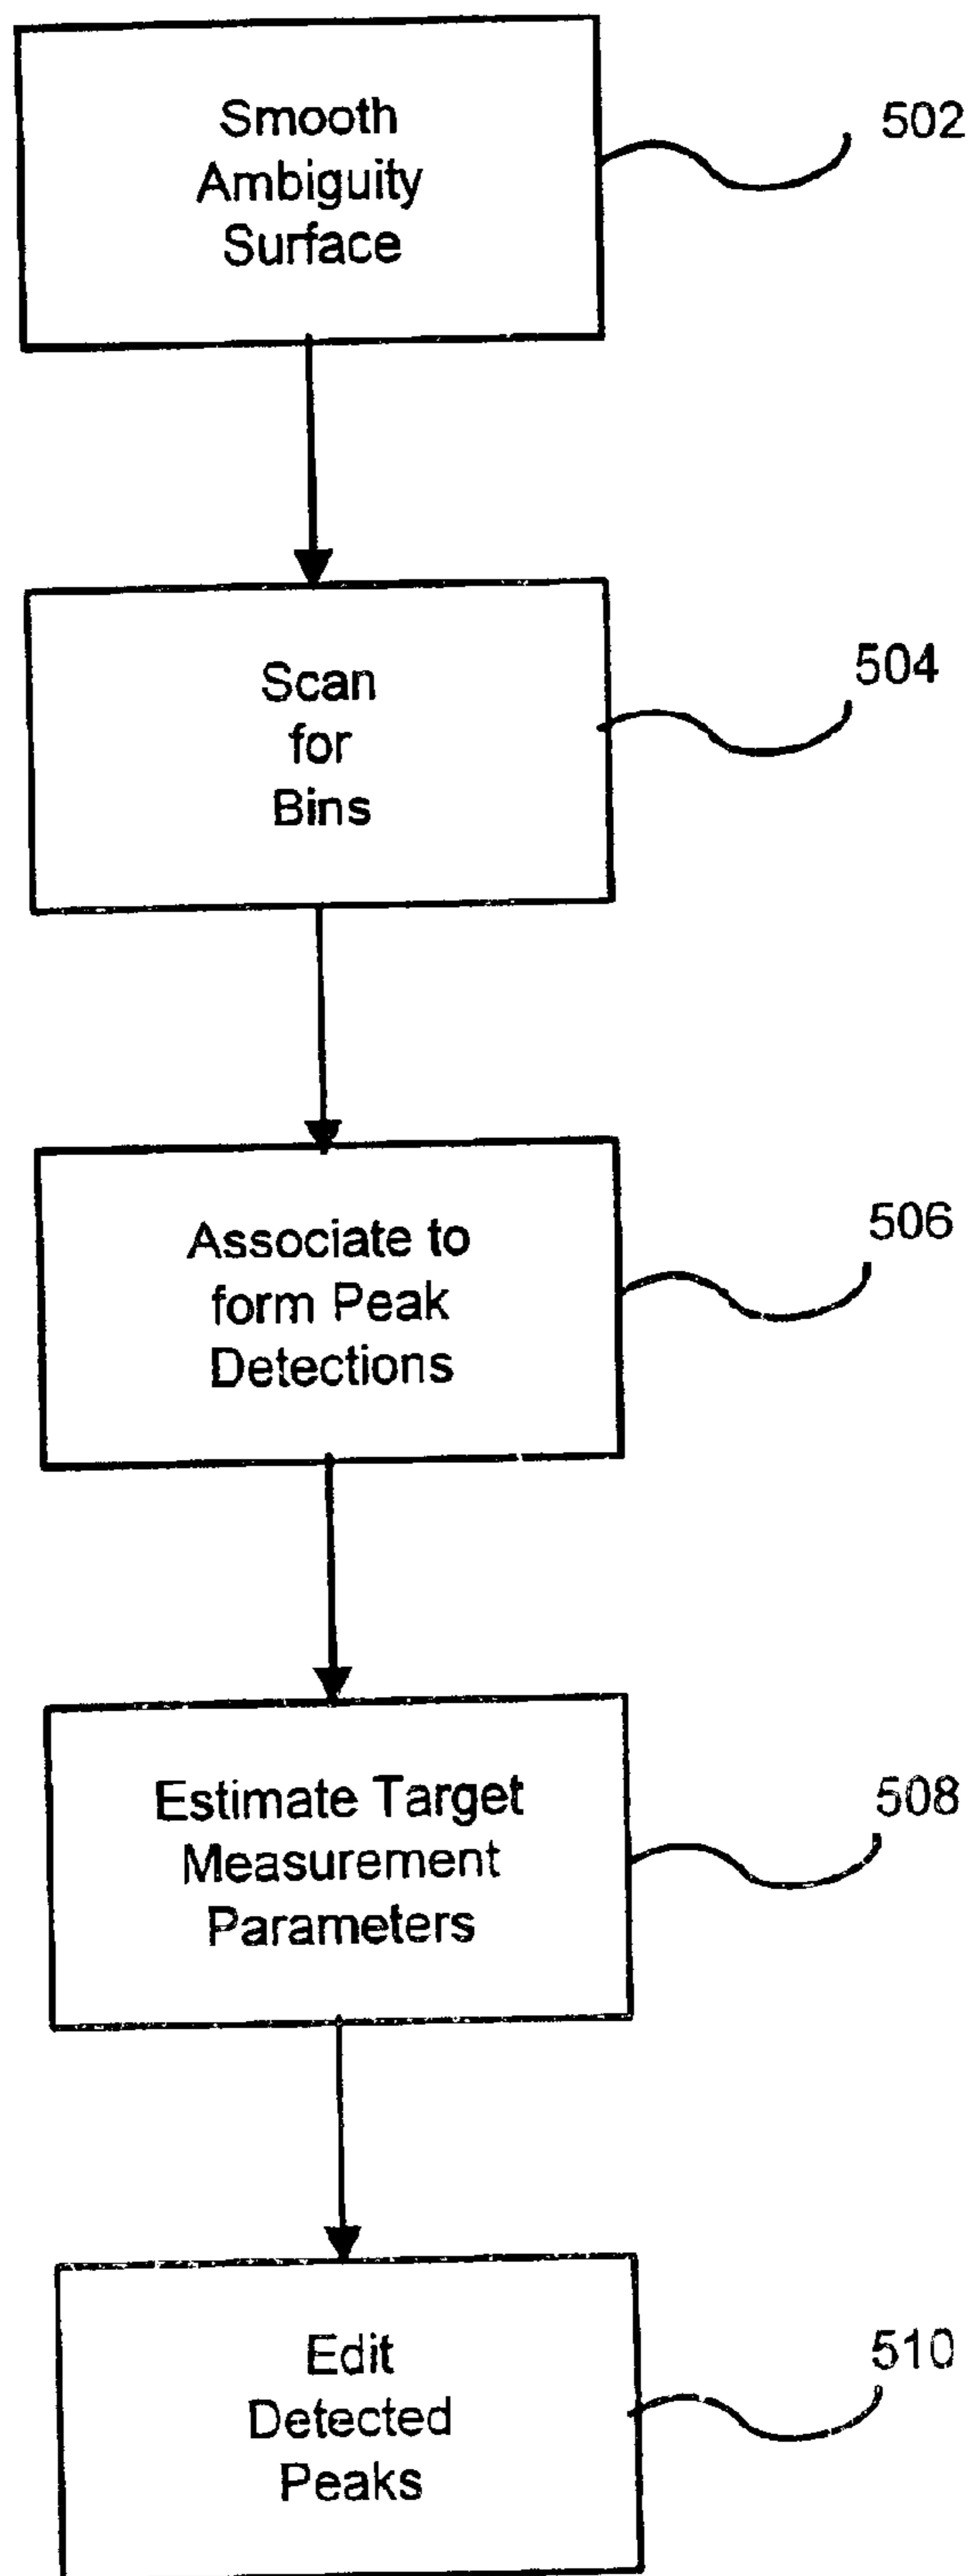 Smooth
Ambiguity
Surface
502
Scan
for
Bins
504
Associate to
form Peak
Detections
506
Estimate Target
Measurement
Parameters
508
Edit
Detected
Peaks
510